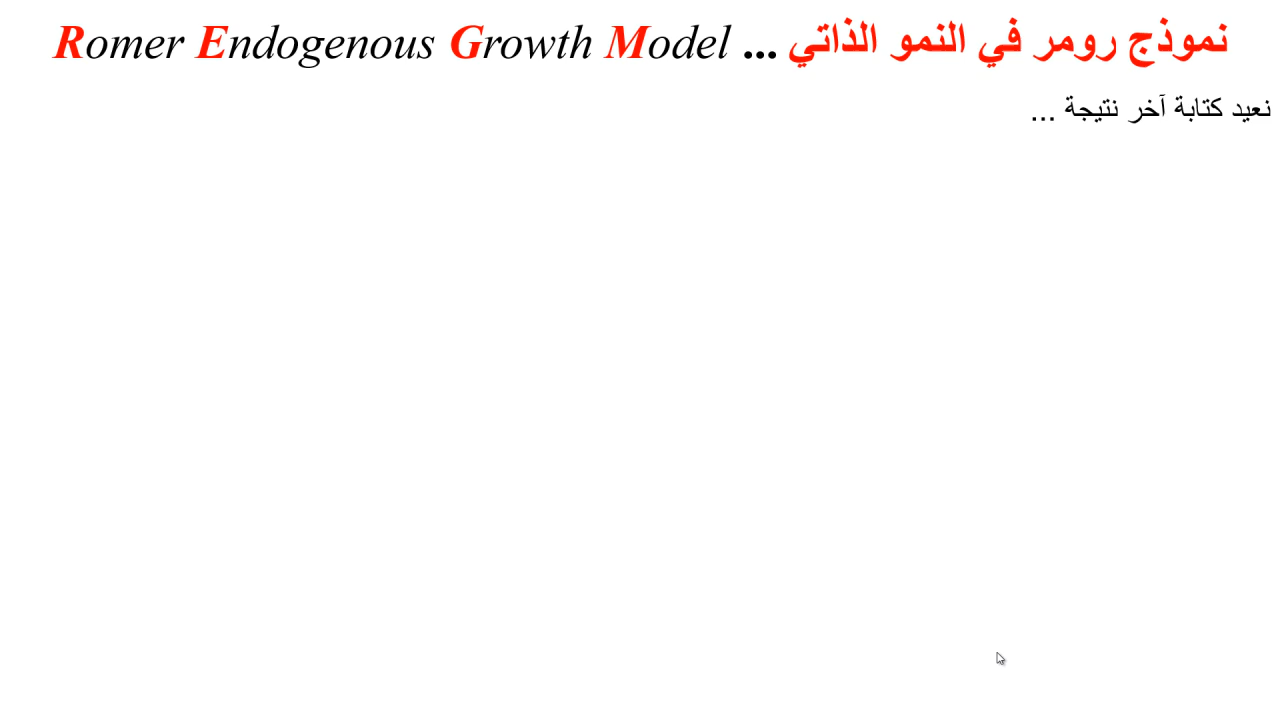 نموذج رومر في النمو الذاتي ... Romer Endogenous Growth Model
نعيد كتابة آخر نتيجة ...